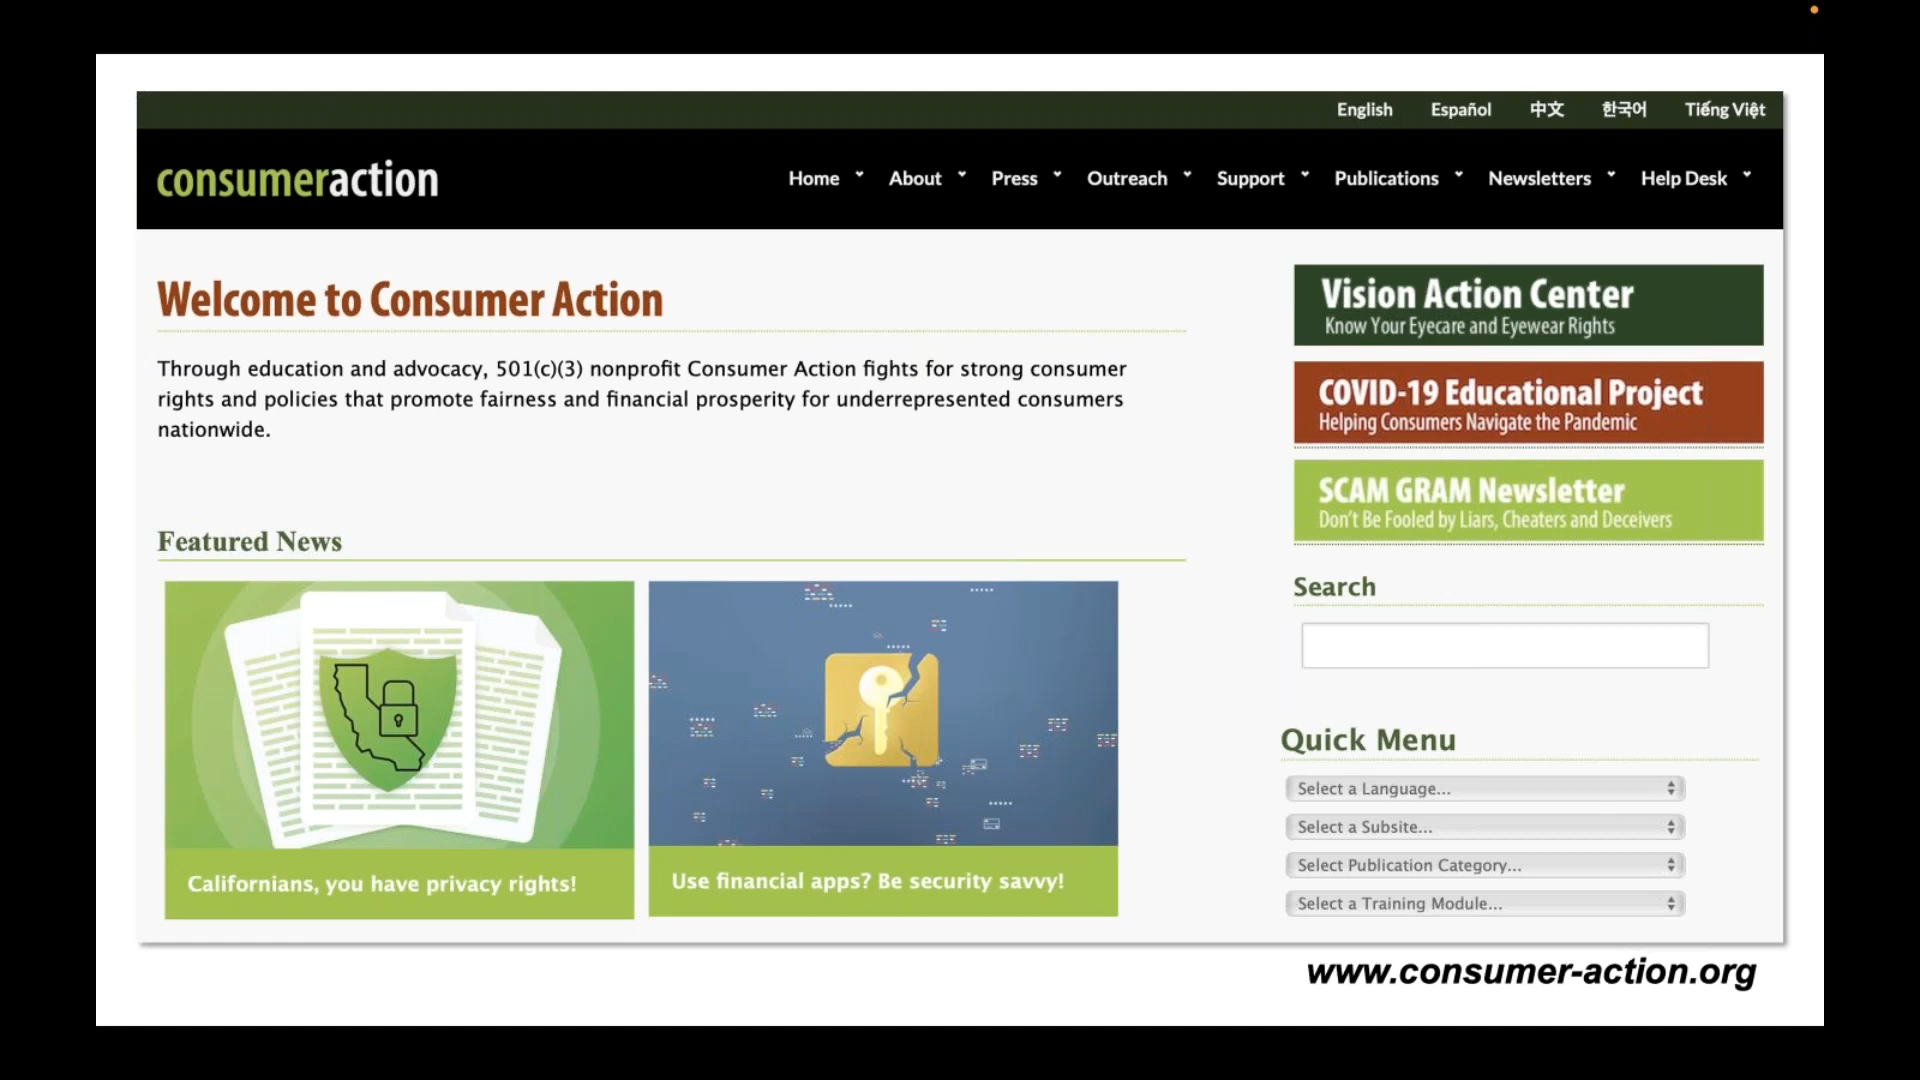 English Español 中文 한국어 Tiếng Việt
consumeraction
Home About Press Outreach Support Publications Newsletters Help Desk
Welcome to Consumer Action
Through education and advocacy, 501(c)(3) nonprofit Consumer Action fights for strong consumer
rights and policies that promote fairness and financial prosperity for underrepresented consumers
nationwide.
Featured News
Californians, you have privacy rights!
Use financial apps? Be security savvy!
Vision Action Center
Know Your Eyecare and Eyewear Rights
COVID-19 Educational Project
Helping Consumers Navigate the Pandemic
SCAM GRAM Newsletter
Don't Be Fooled by Liars, Cheaters and Deceivers
Search
Quick Menu
Select a Language...
Select a Subsite...
Select Publication Category...
Select a Training Module...
www.consumer-action.org